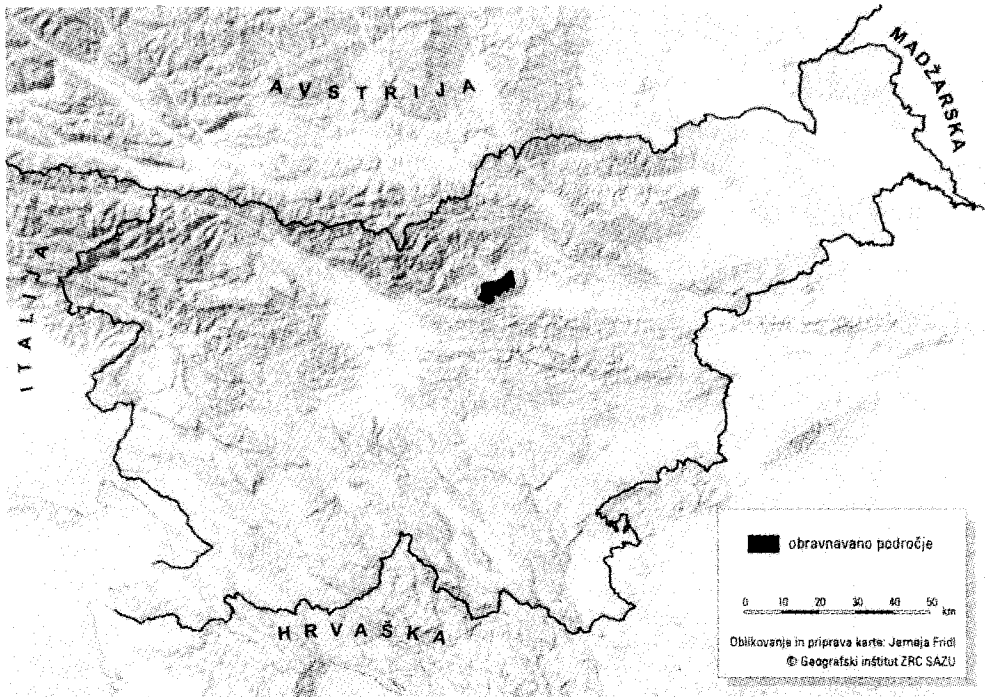 AVSTRIJA
MADŽARSKA
ITALIJA
HRVAŠKA
obravnavano področje
0 10 20 30 40 50
km
Oblikovanje in priprava karte: Jerneja Fridl
© Geografski inštitut ZRC SAZU